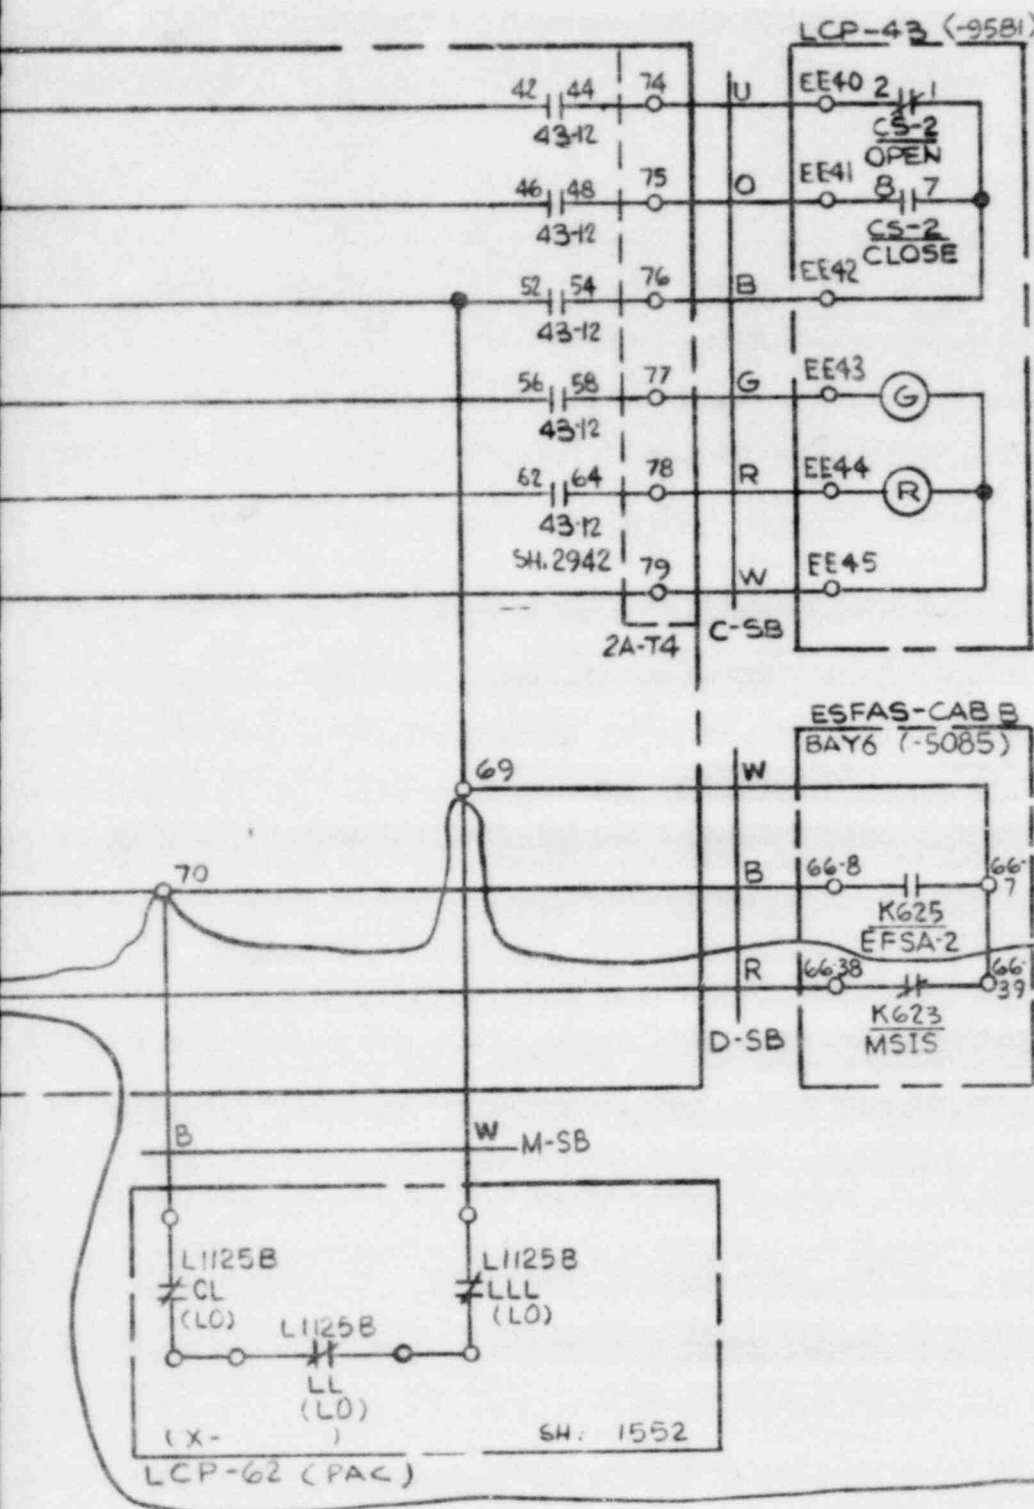 LCP-43 (-9581)
42 44 74 U EE40 2 1
43-12 CS-2
OPEN
46 48 75 O EE41 8 7
43-12 CS-2
CLOSE
52 54 76 B EE42
43-12
56 58 77 G EE43 G
43-12
62 64 78 R EE44 R
43-12
SH.2942 79 W EE45
2A-T4 C-SB
ESFAS-CAB B
BAY6 (-5085)
69 W
70 B 66-8 66-7
K625
EFSA-2
R 66-38 66-39
K623
D-SB MSIS
B W M-SB
L1125B L1125B
CL LLL
(LO) (LO)
L1125B
LL
(LO)
(X- ) SH. 1552
LCP-62 (PAC)